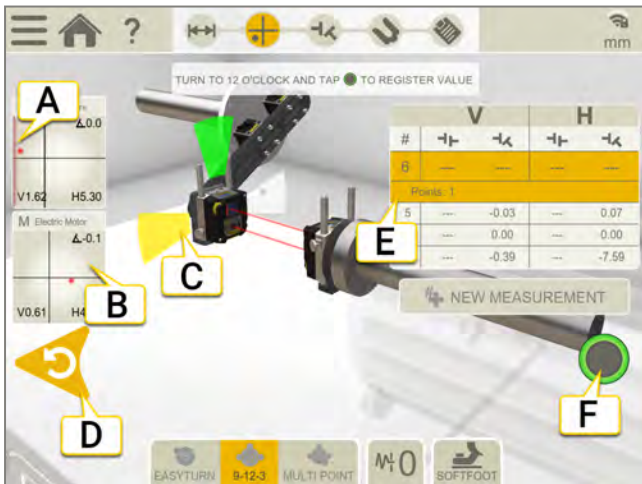 ?
mm
TURN TO 12 O'CLOCK AND TAP TO REGISTER VALUE
A
0.0
V1.62 H5.30
M Electric Motor
-0.1
V0.61 H4
B
C
D
V H
#
6 --- --- --- ---
Points: 1
5 --- -0.03 --- 0.07
--- 0.00 --- 0.00
--- -0.39 --- -7.59
E
NEW MEASUREMENT
F
EASYTURN 9-12-3 MULTI POINT
0
SOFTFOOT